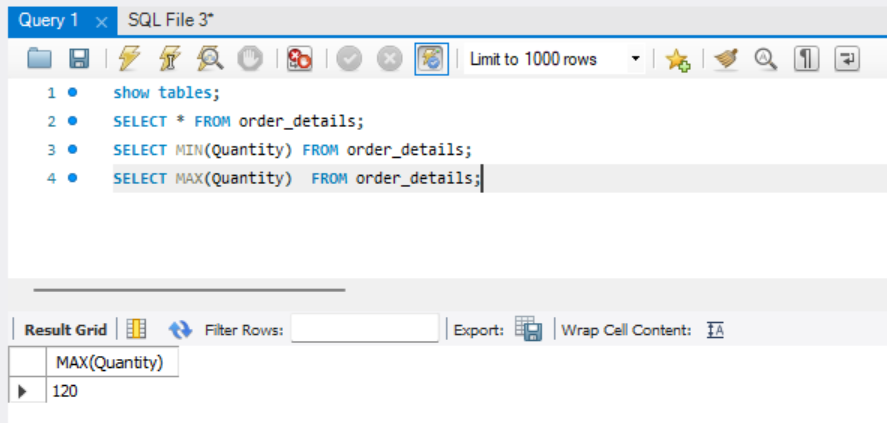 Query 1 × SQL File 3*
Limit to 1000 rows
1 show tables;
2 SELECT * FROM order_details;
3 SELECT MIN(Quantity) FROM order_details;
4 SELECT MAX(Quantity)  FROM order_details;
Result Grid Filter Rows: Export: Wrap Cell Content: IA
MAX(Quantity)
120